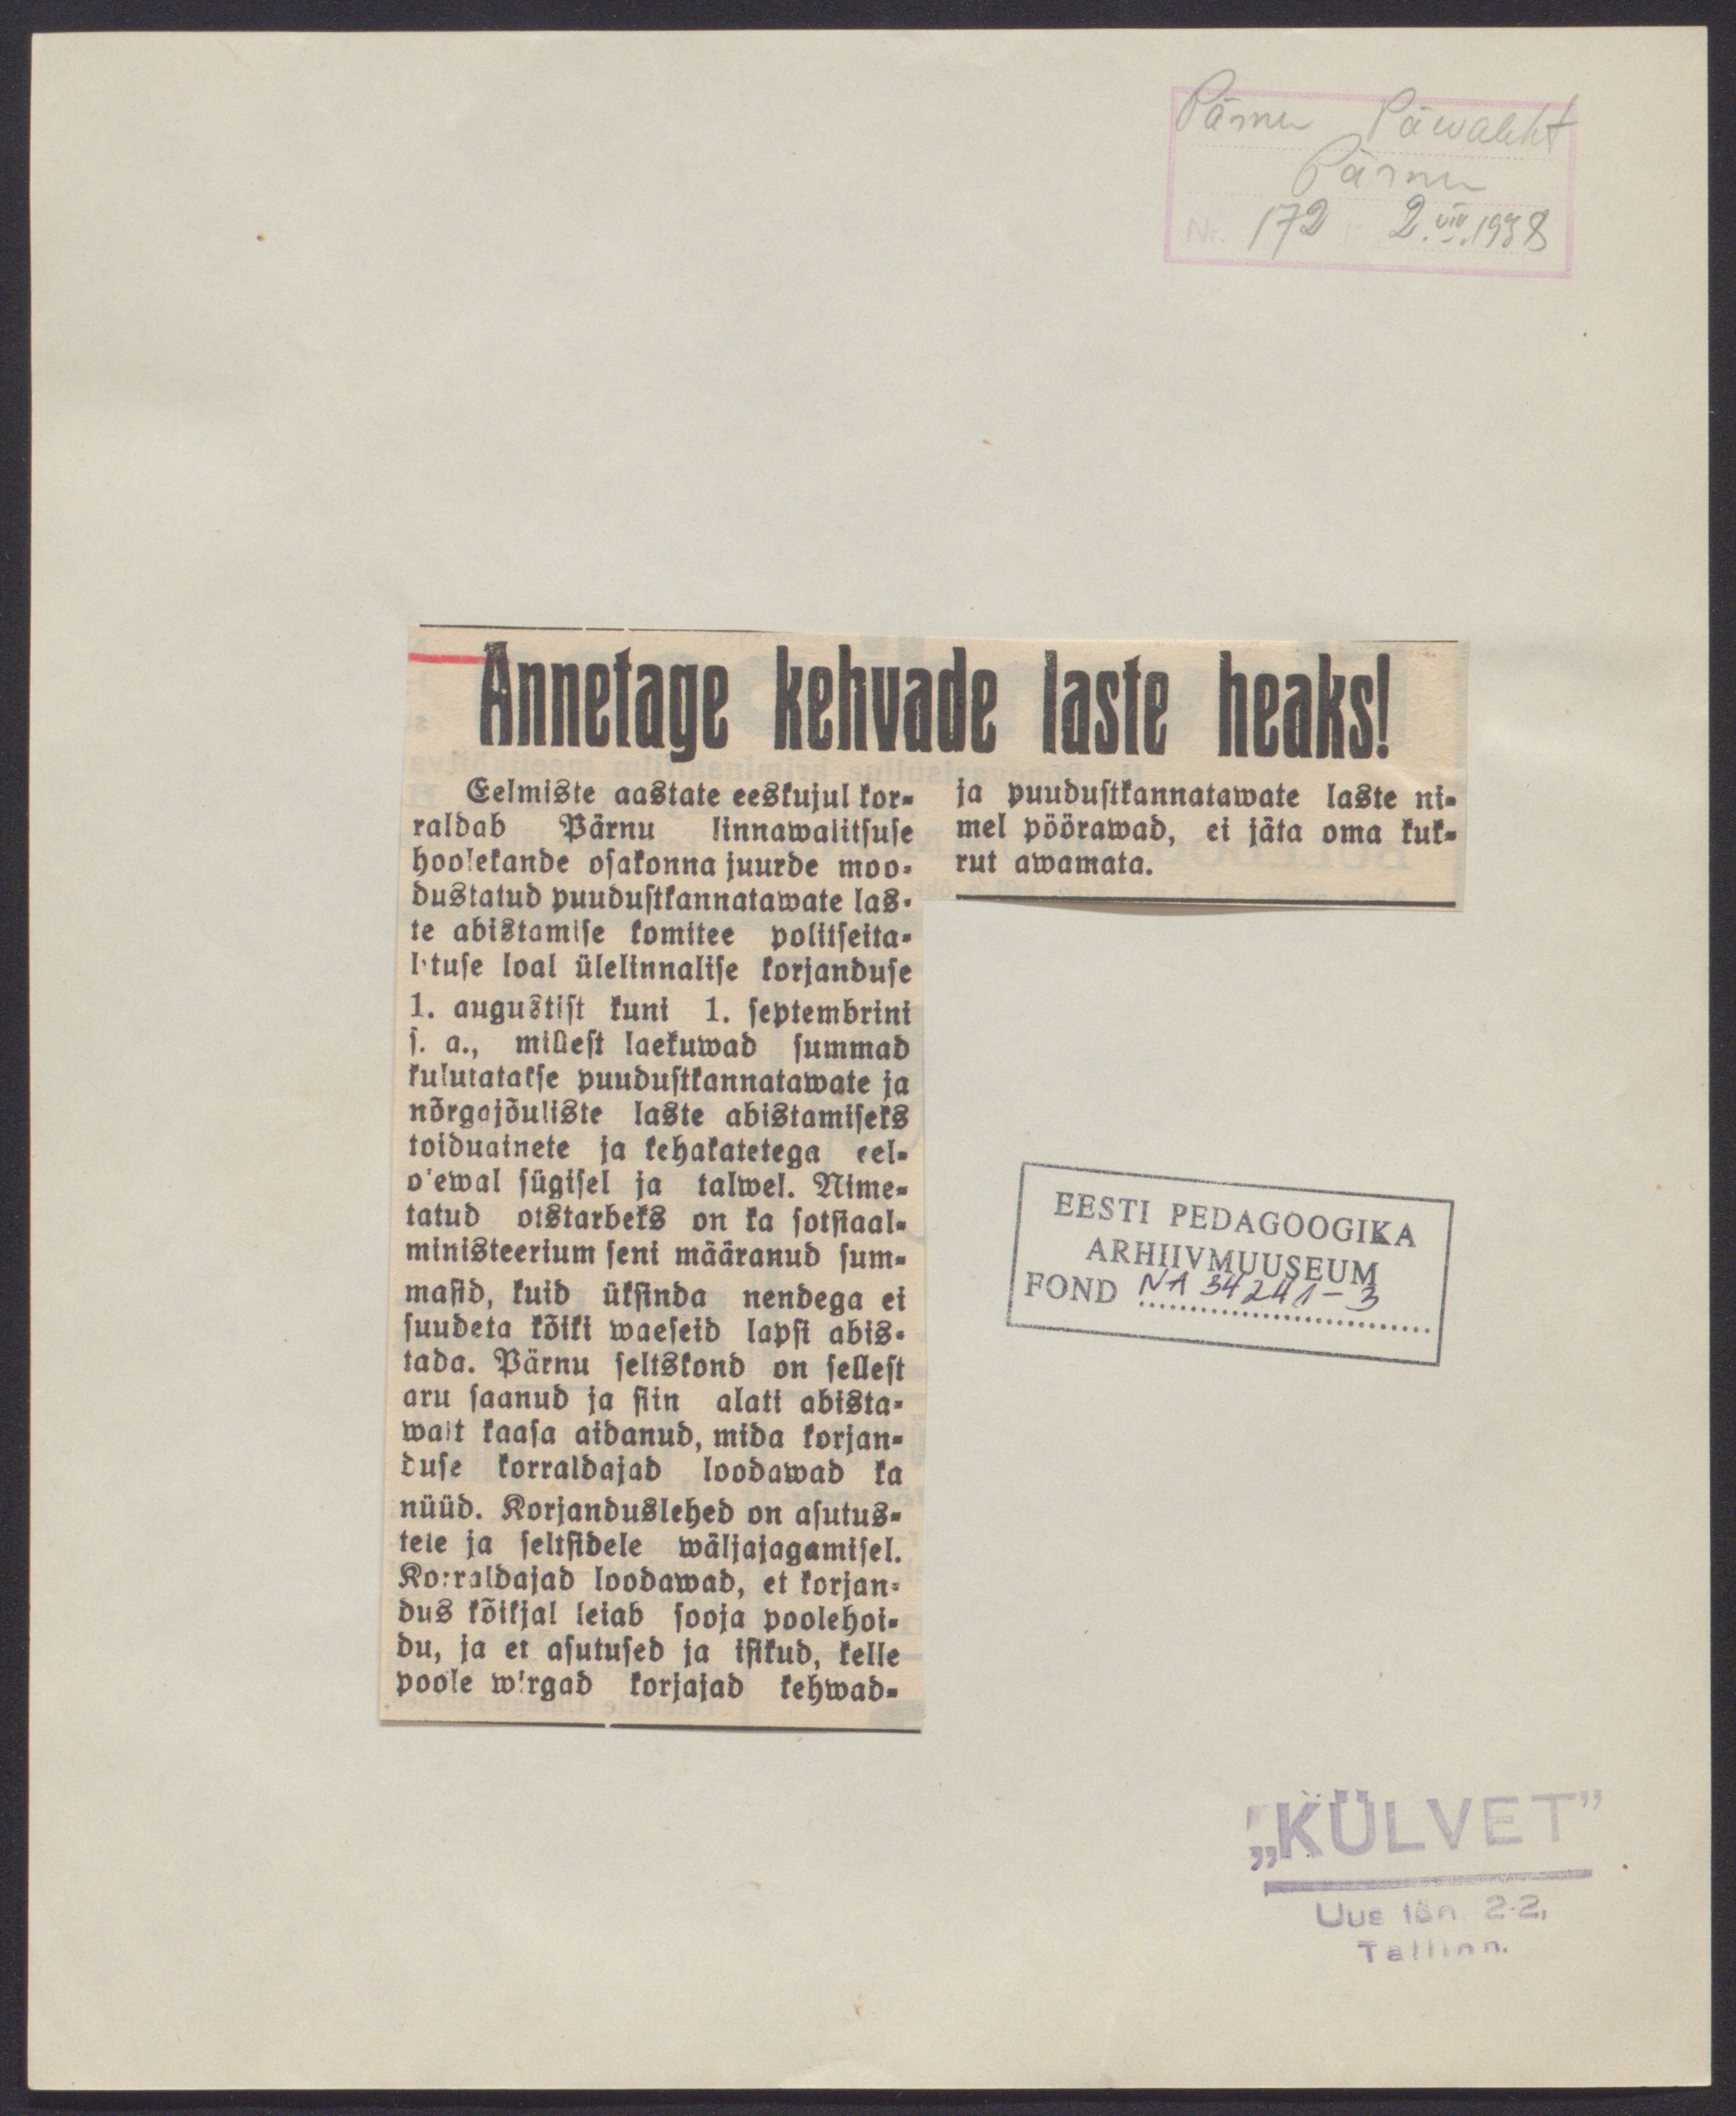 Pärnu Päwaleht
Pärnu
Nr. 172 2.VIII.1938
Annetage kehvade laste heaks!
Eelmiste aastate eeskujul kor-
raldab Pärnu linnawalitsuse
hoolekande osakonna juurde moo-
dustatud puudustkannatawate las-
te abistamise komitee politseita-
lituse loal ülelinnalise korjanduse
1. augustist kuni 1. septembrini
s. a., millest laekuwad summad
kulutatakse puudustkannatawate ja
nõrgajõuliste laste abistamiseks
toiduainete ja kehakatetega eel-
olewal sügisel ja talwel. Nime-
tatud otstarbeks on ka sotsiaal-
ministeerium seni määranud sum-
masid, kuid üksinda nendega ei
suudeta kõiki waeseid lapsi abis-
tada. Pärnu seltskond on sellest
aru saanud ja siin alati abista-
walt kaasa aidanud, mida korjan-
duse korraldajad loodawad ka
nüüd. Korjanduslehed on asutus-
tele ja seltsidele wäljajagamisel.
Korraldajad loodawad, et korjan-
dus kõikjal leiab sooja poolehoi-
du, ja et asutused ja isikud, kelle
poole wirgad korjajad kehwad-
ja puudustkannatawate laste ni-
mel pöörawad, ei jäta oma kuk-
rut awamata.
EESTI PEDAGOOGIKA
ARHIIVMUUSEUM
FOND NA 34241-3
„KÜLVET"
Uus tän. 2-2,
Tallinn.